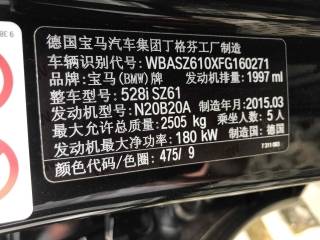 德国宝马汽车集团丁格芬工厂制造
车辆识别代号: WBASZ610XFG160271
品牌: 宝马(BMW)牌 发动机排量: 1997 ml
整车型号: 528i SZ61
发动机型号: N20B20A 制造年月: 2015.03
最大允许总质量: 2505 kg 乘坐人数: 5人
发动机最大净功率: 180 kW 制造国: 德国
颜色代码/色圈: 475/ 9